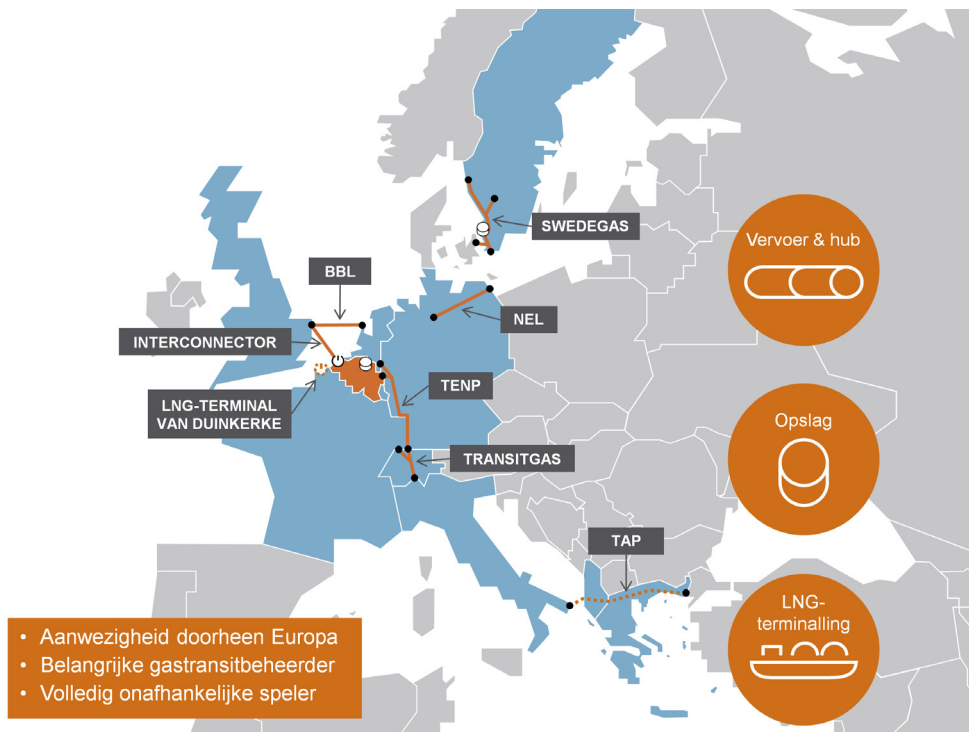 SWEDEGAS
BBL
NEL
INTERCONNECTOR
TENP
LNG-TERMINAL
VAN DUINKERKE
TRANSITGAS
TAP
Vervoer & hub
Opslag
LNG-
terminalling
• Aanwezigheid doorheen Europa
• Belangrijke gastransitbeheerder
• Volledig onafhankelijke speler